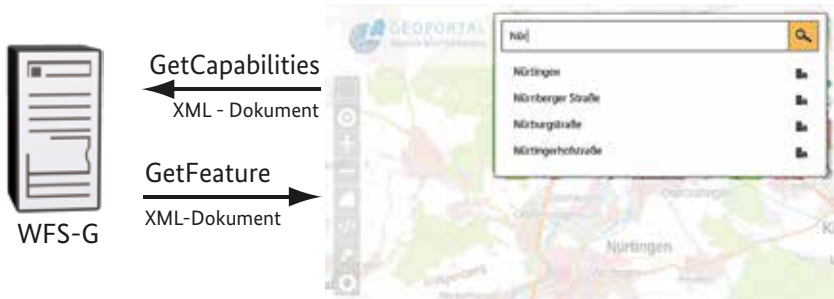 GetCapabilities
XML - Dokument
GetFeature
XML-Dokument
WFS-G
GEOPORTAL
Nür
Nürtingen
Nürnberger Straße
Nürburgstraße
Nürtingerhofstraße
Nürtingen